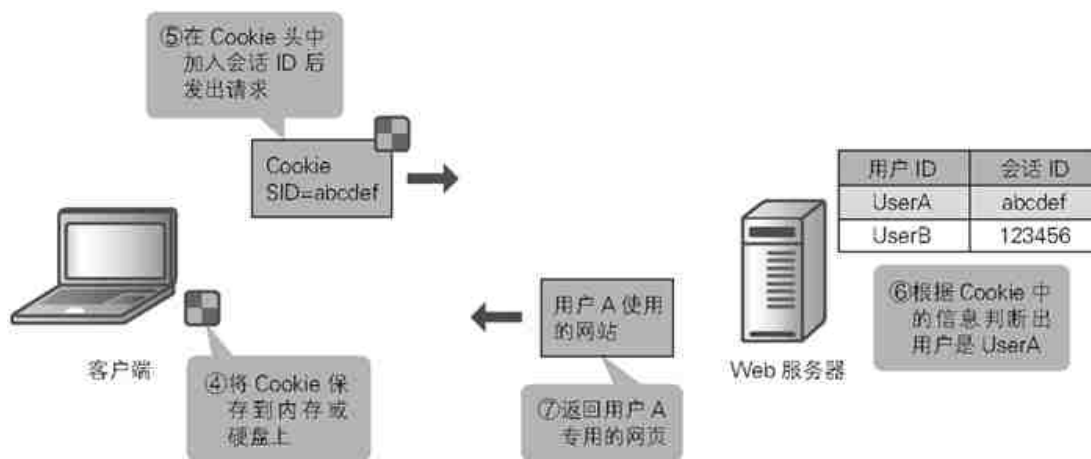 ⑤在 Cookie 头中
加入会话 ID 后
发出请求
Cookie
SID=abcdef
用户 ID 会话 ID
UserA abcdef
UserB 123456
⑥根据 Cookie 中
的信息判断出
用户是 UserA
用户 A 使用
的网站
Web 服务器
客户端
④将 Cookie 保
存到内存或
硬盘上
⑦返回用户 A
专用的网页